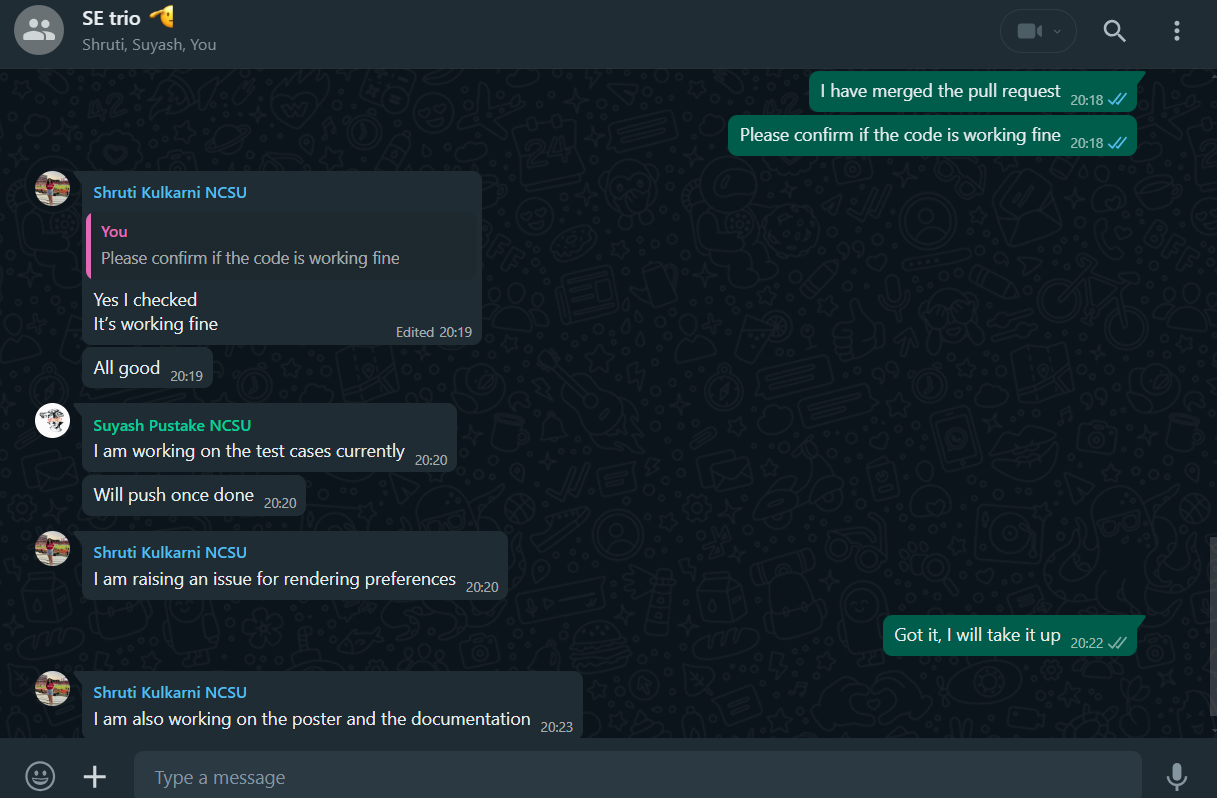 SE trio
Shruti, Suyash, You
I have merged the pull request 20:18
Please confirm if the code is working fine 20:18
Shruti Kulkarni NCSU
You
Please confirm if the code is working fine
Yes I checked
It’s working fine
Edited 20:19
All good 20:19
Suyash Pustake NCSU
I am working on the test cases currently 20:20
Will push once done 20:20
Shruti Kulkarni NCSU
I am raising an issue for rendering preferences 20:20
Got it, I will take it up 20:22
Shruti Kulkarni NCSU
I am also working on the poster and the documentation 20:23
Type a message